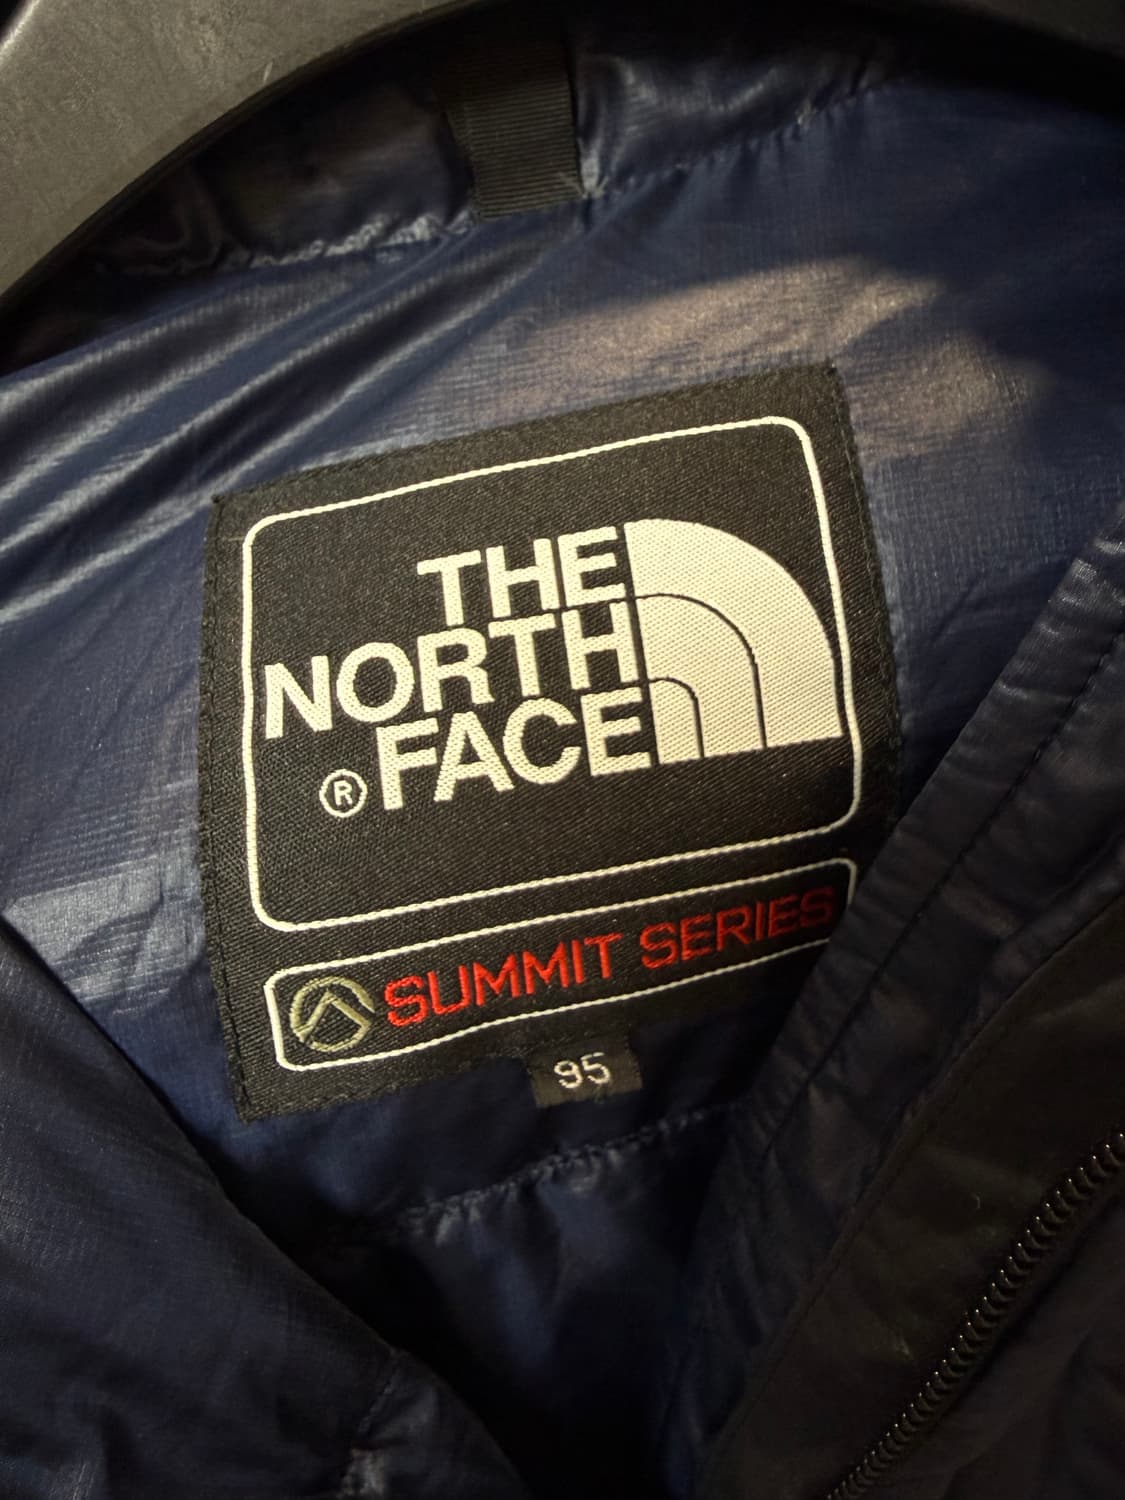 THE
NORTH
® FACE
SUMMIT SERIES
95